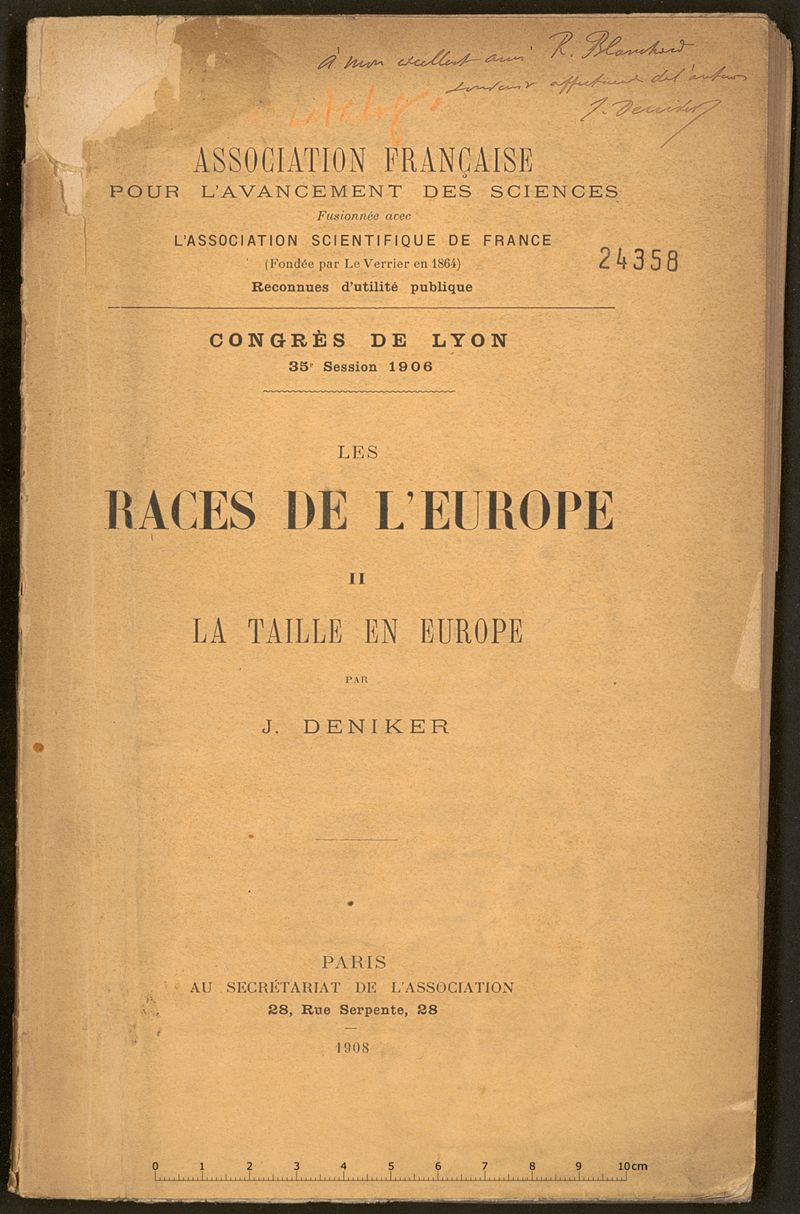 à mon excellent ami R. Blanchard
souvenir affectueux de l'auteur
J. Deniker
ASSOCIATION FRANÇAISE
POUR L'AVANCEMENT DES SCIENCES
Fusionnée avec
L'ASSOCIATION SCIENTIFIQUE DE FRANCE
(Fondée par Le Verrier en 1864)
24358
Reconnues d'utilité publique
CONGRÈS DE LYON
35e Session 1906
LES
RACES DE L'EUROPE
II
LA TAILLE EN EUROPE
PAR
J. DENIKER
PARIS
AU SECRÉTARIAT DE L'ASSOCIATION
28, Rue Serpente, 28
1908
0 1 2 3 4 5 6 7 8 9 10cm